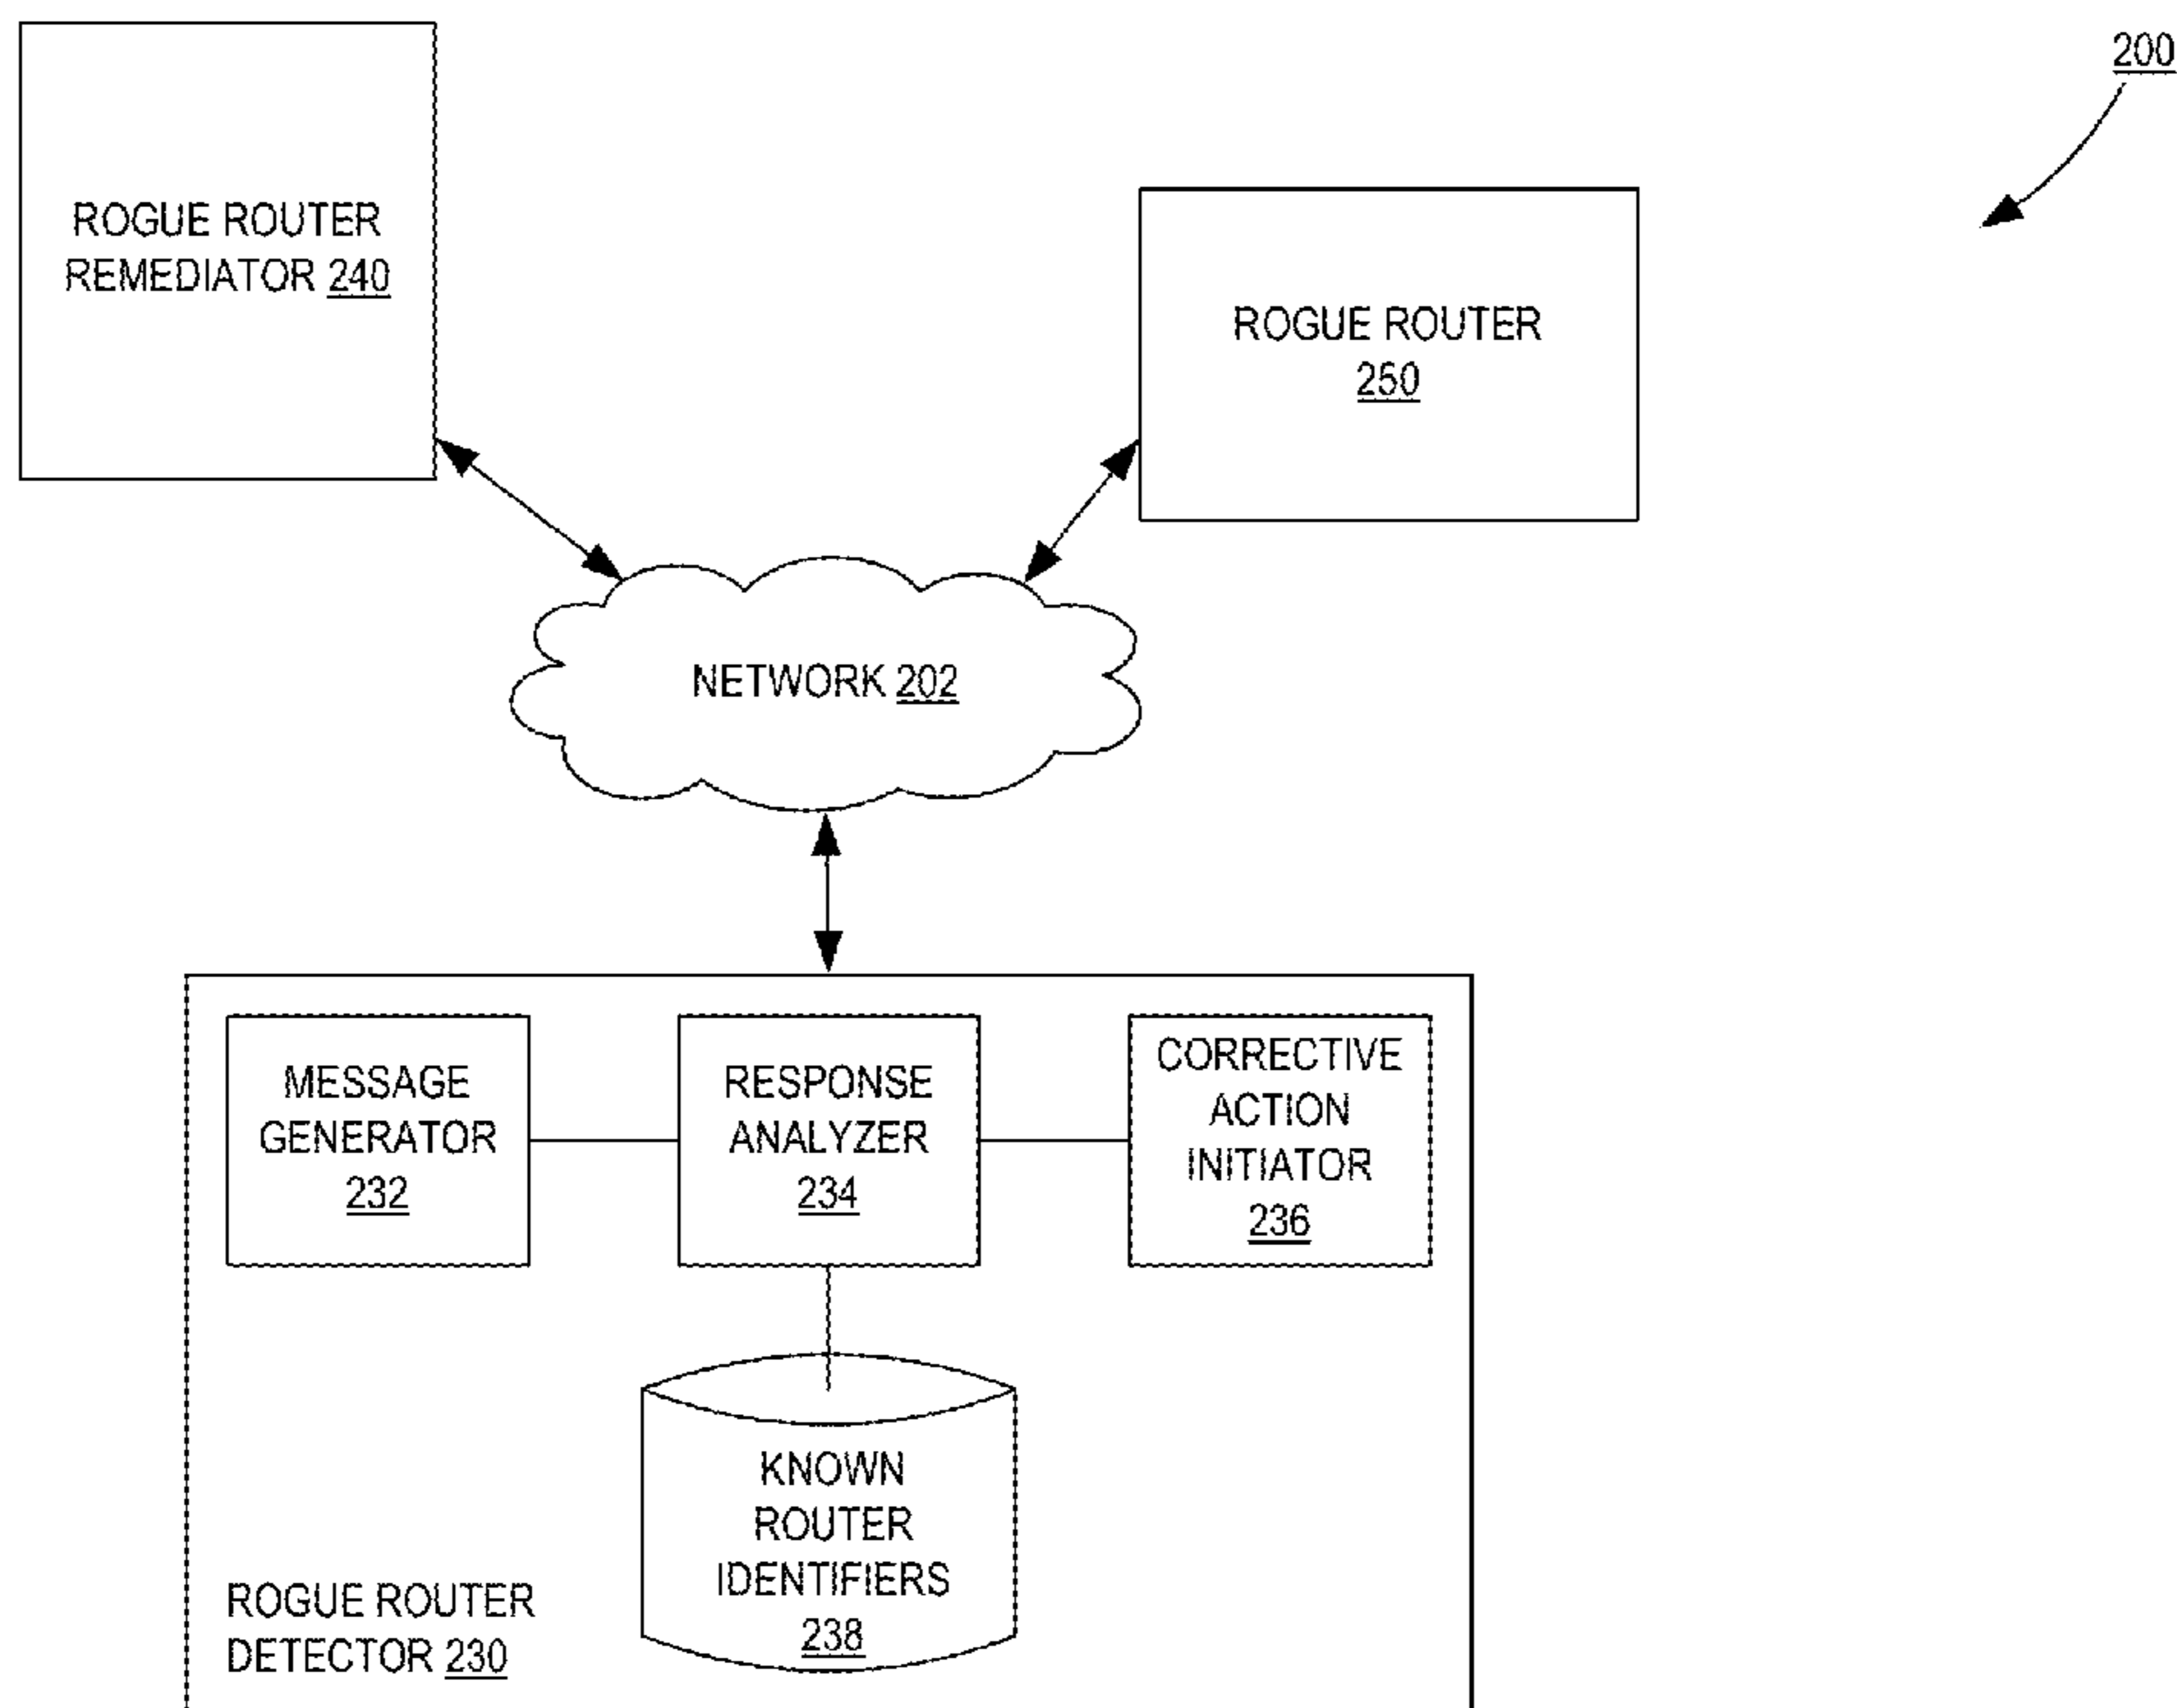 200
ROGUE ROUTER
REMEDIATOR 240
ROGUE ROUTER
250
NETWORK 202
MESSAGE
GENERATOR
232
RESPONSE
ANALYZER
234
CORRECTIVE
ACTION
INITIATOR
236
KNOWN
ROUTER
IDENTIFIERS
238
ROGUE ROUTER
DETECTOR 230